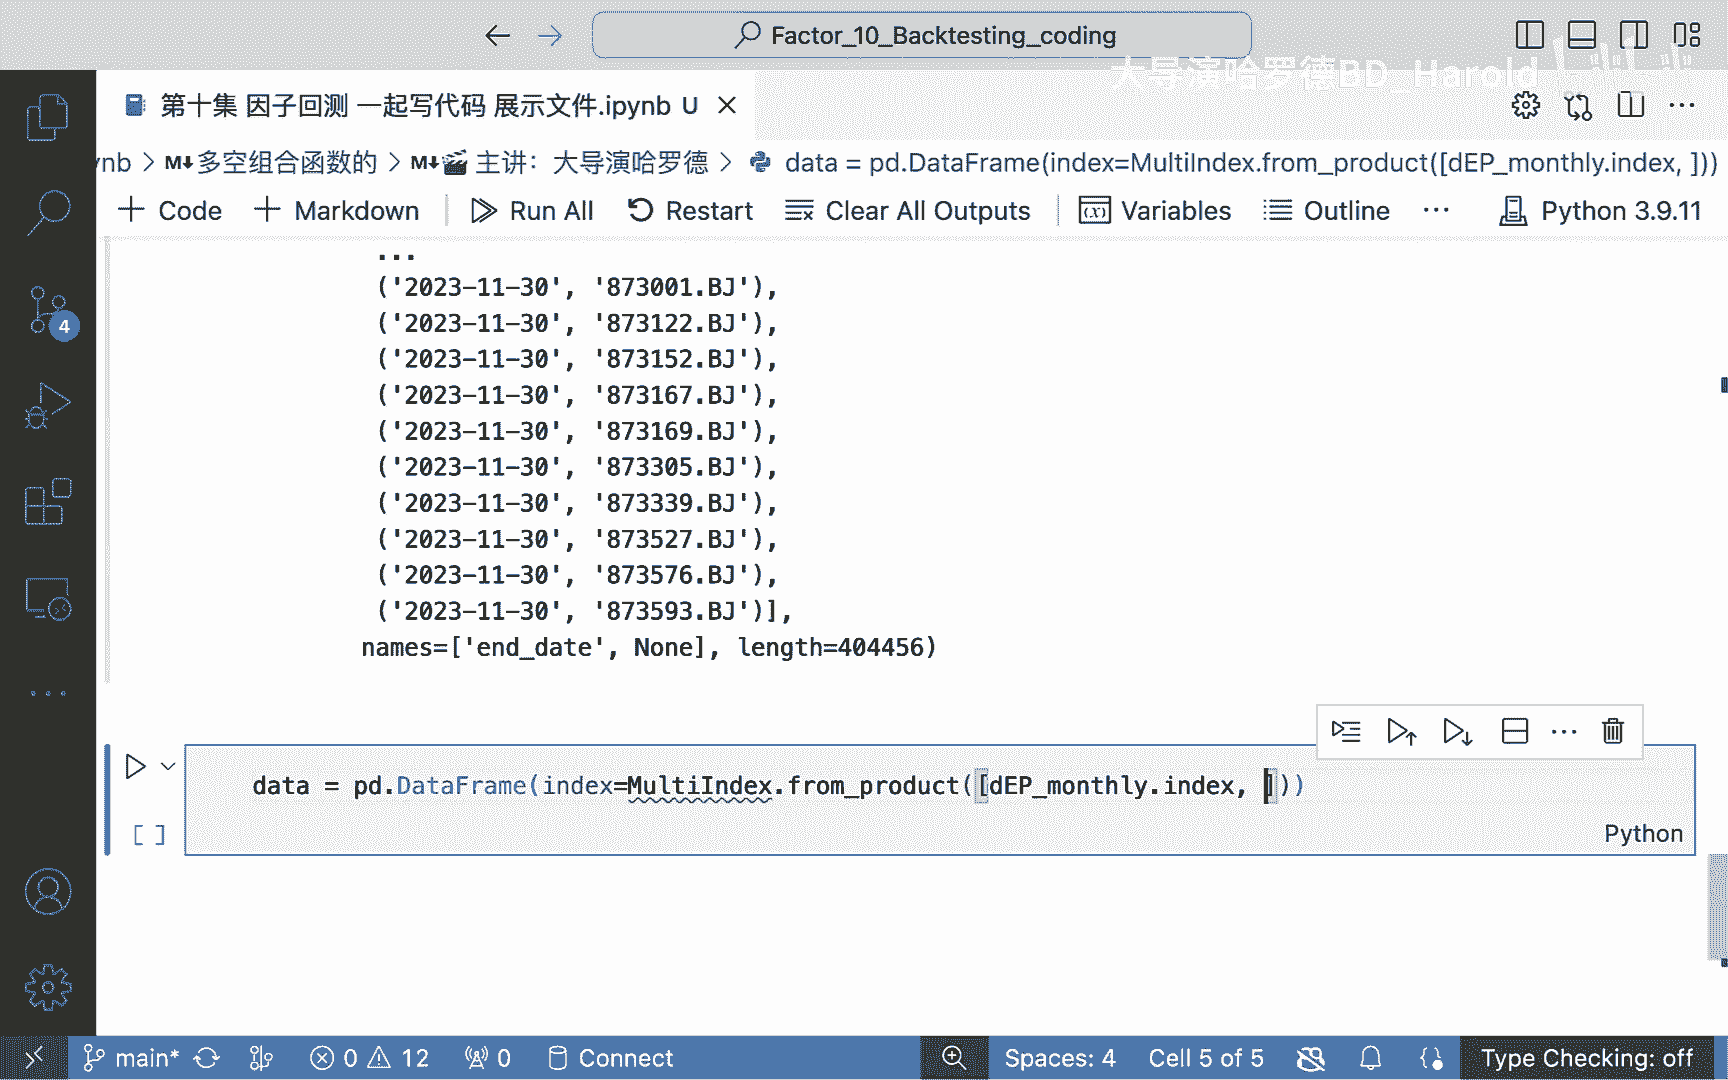 Factor_10_Backtesting_coding
大导演哈罗德BD_Harold
第十集 因子回测 一起写代码 展示文件.ipynb U
ynb > M↓多空组合函数的 > M↓🎬 主讲：大导演哈罗德 > data = pd.DataFrame(index=MultiIndex.from_product([dEP_monthly.index, ]))
+ Code + Markdown Run All Restart Clear All Outputs (x) Variables Outline ... Python 3.9.11
...
('2023-11-30', '873001.BJ'),
('2023-11-30', '873122.BJ'),
('2023-11-30', '873152.BJ'),
('2023-11-30', '873167.BJ'),
('2023-11-30', '873169.BJ'),
('2023-11-30', '873305.BJ'),
('2023-11-30', '873339.BJ'),
('2023-11-30', '873527.BJ'),
('2023-11-30', '873576.BJ'),
('2023-11-30', '873593.BJ')],
names=['end_date', None], length=404456)
data = pd.DataFrame(index=MultiIndex.from_product([dEP_monthly.index, ]))
[ ]
Python
4
main* 0 12 0 Connect Spaces: 4 Cell 5 of 5 Type Checking: off